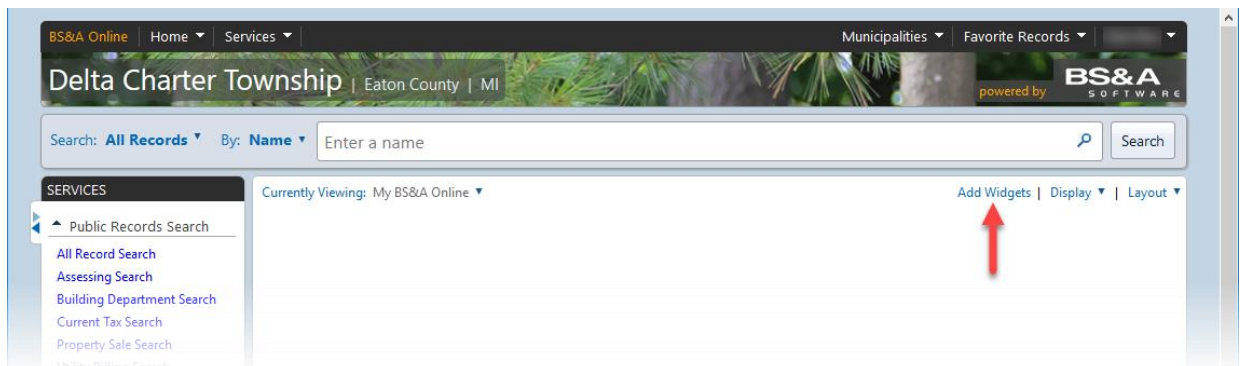 BS&A Online | Home Services Municipalities Favorite Records
Delta Charter Township | Eaton County | MI powered by BS&A SOFTWARE
Search: All Records By: Name Enter a name Search
SERVICES Currently Viewing: My BS&A Online Add Widgets | Display | Layout
Public Records Search
All Record Search
Assessing Search
Building Department Search
Current Tax Search
Property Sale Search